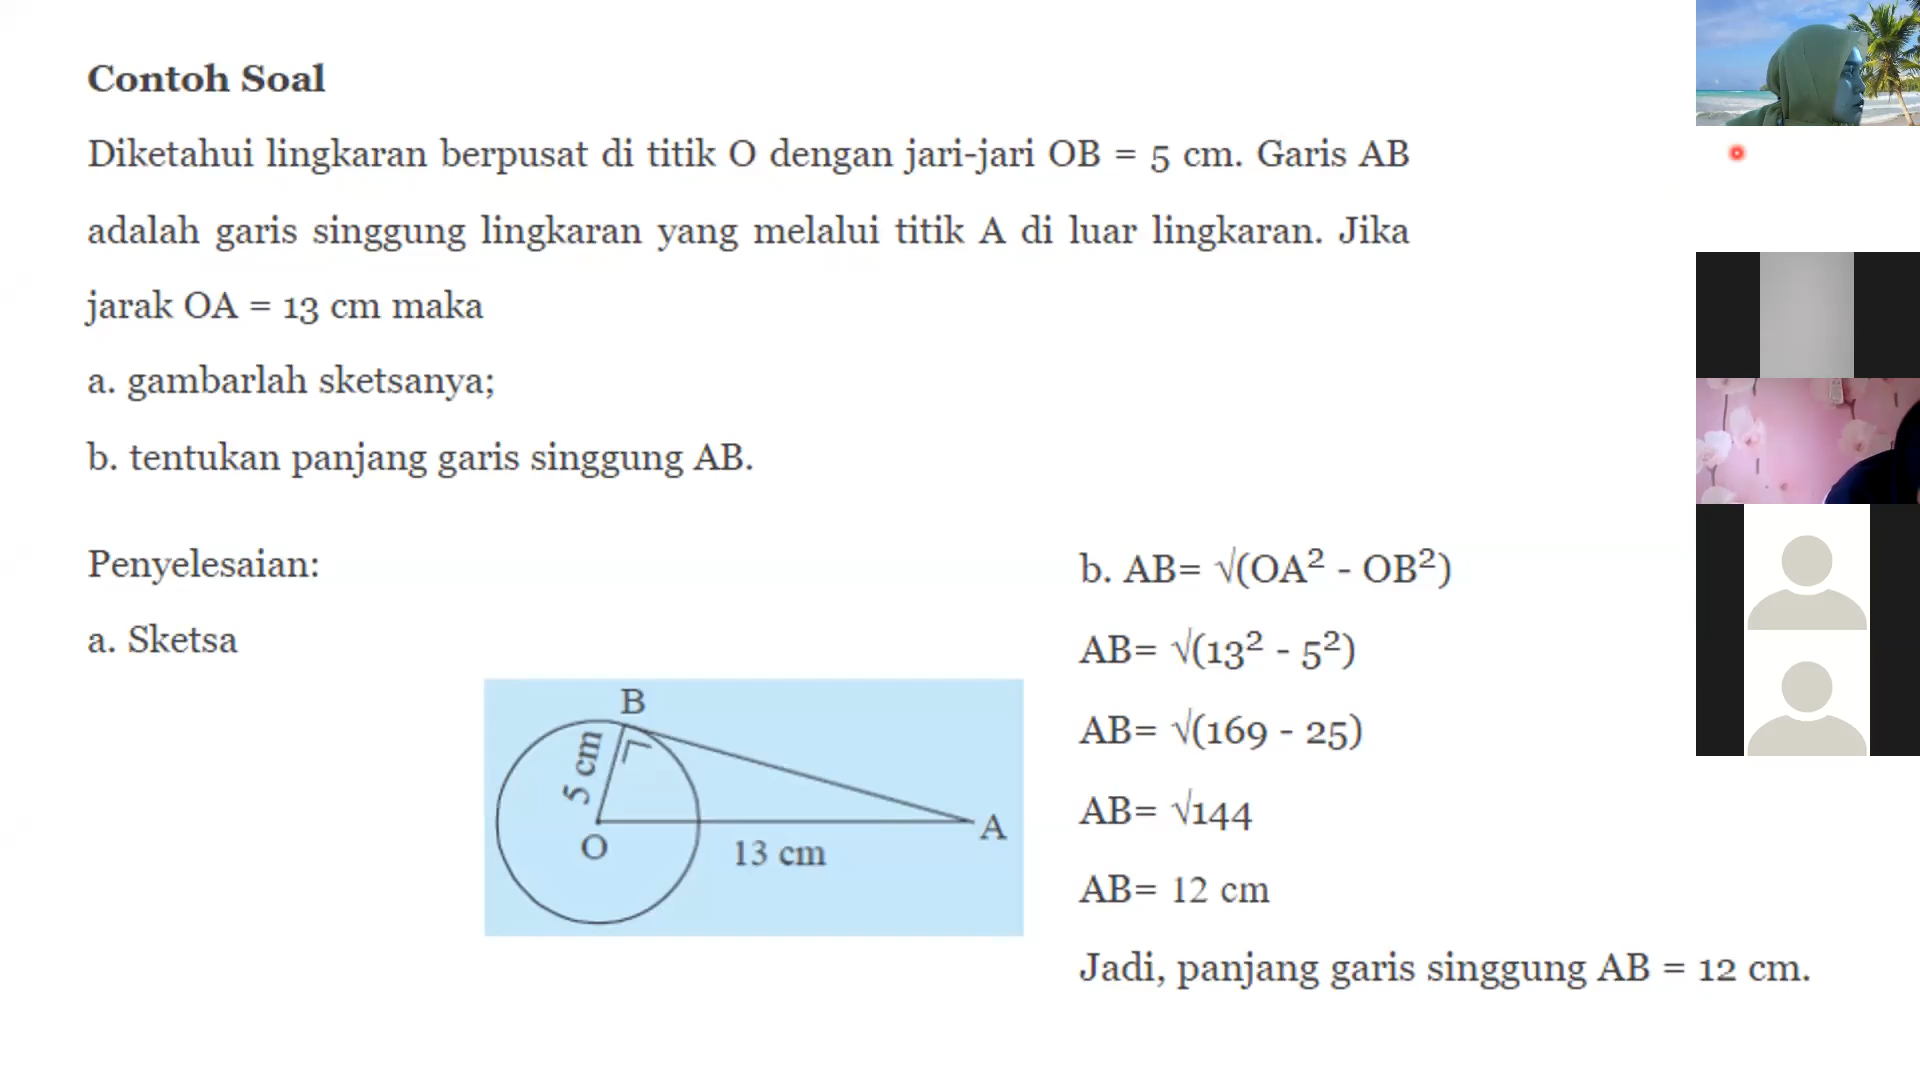 Contoh Soal
Diketahui lingkaran berpusat di titik O dengan jari-jari OB = 5 cm. Garis AB
adalah garis singgung lingkaran yang melalui titik A di luar lingkaran. Jika
jarak OA = 13 cm maka
a. gambarlah sketsanya;
b. tentukan panjang garis singgung AB.
Penyelesaian:
a. Sketsa
B
5 cm
O
13 cm
A
b. AB= √(OA² - OB²)
AB= √(13² - 5²)
AB= √(169 - 25)
AB= √144
AB= 12 cm
Jadi, panjang garis singgung AB = 12 cm.